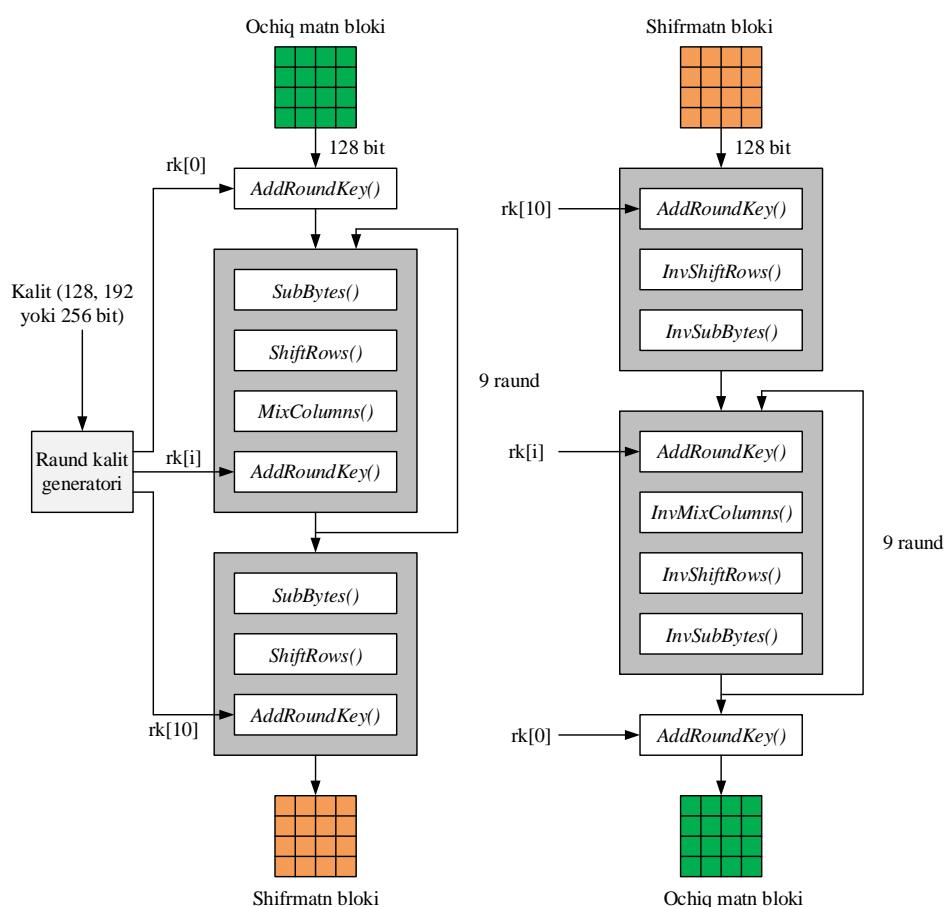 Ochiq matn bloki
128 bit
rk[0]
AddRoundKey()
SubBytes()
ShiftRows()
MixColumns()
AddRoundKey()
9 raund
Kalit (128, 192
yoki 256 bit)
Raund kalit
generatori
rk[i]
SubBytes()
ShiftRows()
AddRoundKey()
rk[10]
Shifrmatn bloki
Shifrmatn bloki
128 bit
rk[10]
AddRoundKey()
InvShiftRows()
InvSubBytes()
rk[i]
AddRoundKey()
InvMixColumns()
InvShiftRows()
InvSubBytes()
9 raund
rk[0]
AddRoundKey()
Ochiq matn bloki